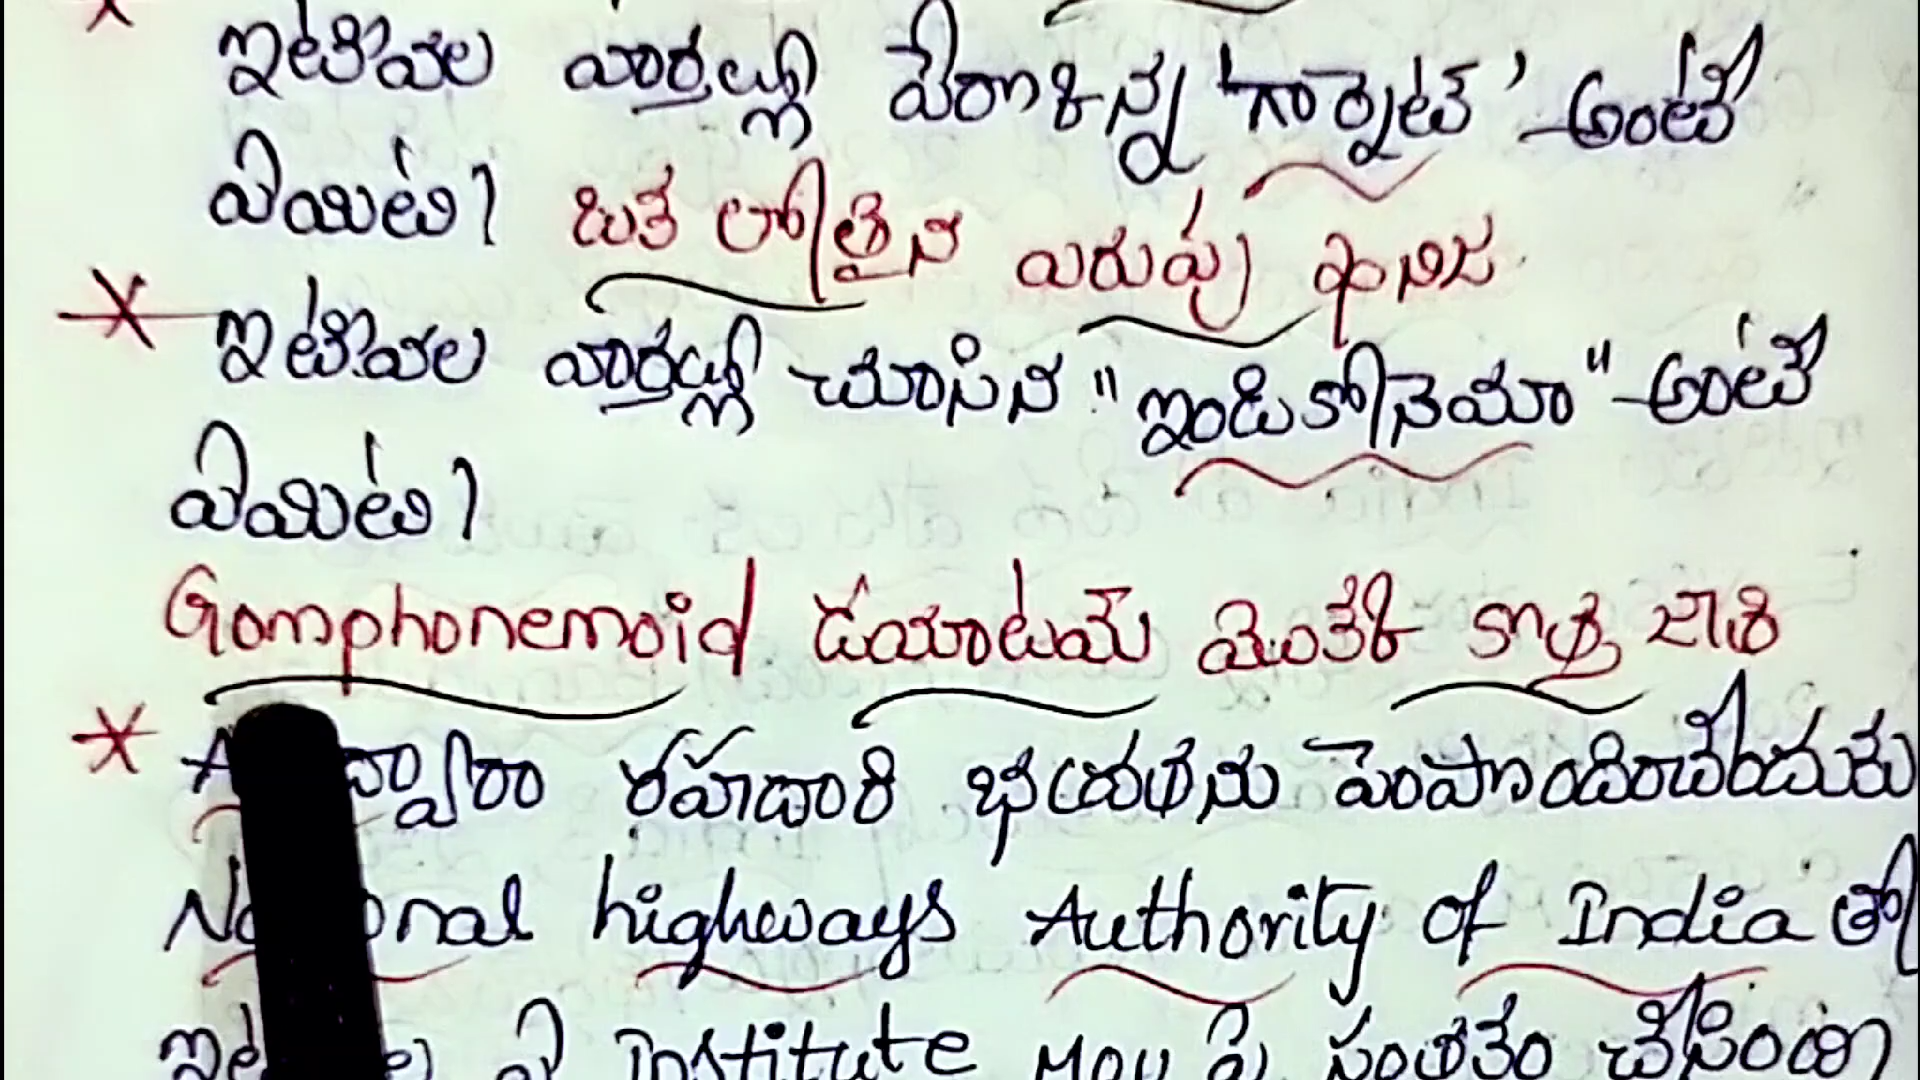 ఇటీవల వార్తల్లో పేర్కొన్న 'గార్నెట్' అంటే
ఏమిటి?
ఒక లోతైన ఎరుపు ఖనిజ
ఇటీవల వార్తల్లో చూసిన "ఇండికోనెమా" అంటే
ఏమిటి?
Gomphonemoid డయాటమ్ యొక్క కొత్త జాతి
ద్వారా రహదారి భద్రతను పెంపొందించేందుకు
National highways Authority of India తో
ఏ Institute MoU పై సంతకం చేసింది